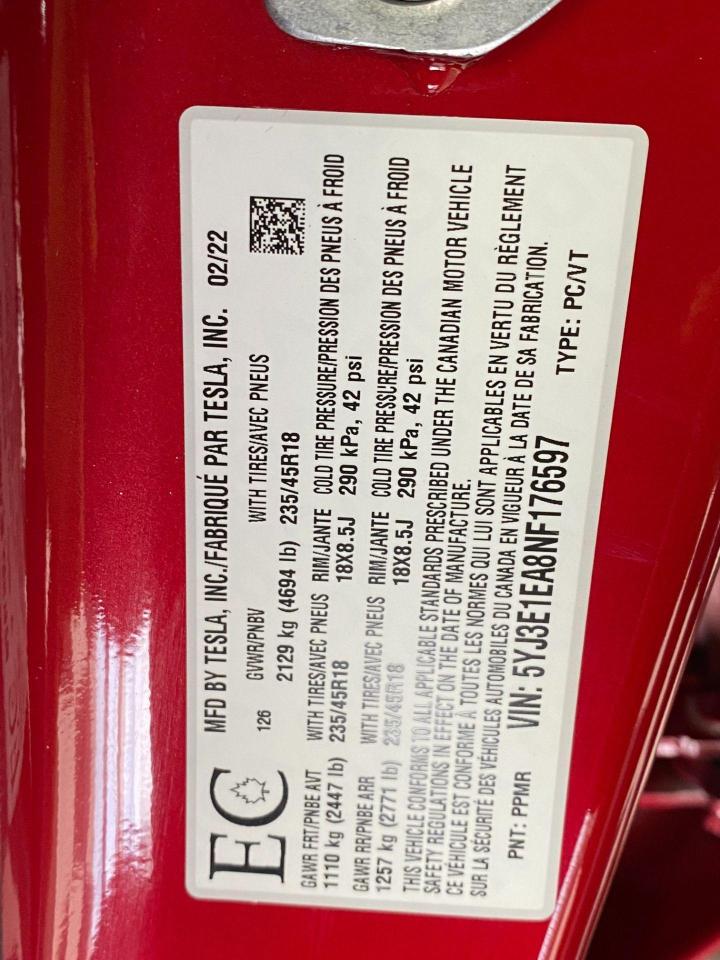 EC
MFD BY TESLA, INC./FABRIQUÉ PAR TESLA, INC. 02/22
126 GVWR/PNBV WITH TIRES/AVEC PNEUS
2129 kg (4694 lb) 235/45R18
GAWR FRT/PNBE AVT WITH TIRES/AVEC PNEUS RIM/JANTE COLD TIRE PRESSURE/PRESSION DES PNEUS À FROID
1110 kg (2447 lb) 235/45R18 18X8.5J 290 kPa, 42 psi
GAWR RR/PNBE ARR WITH TIRES/AVEC PNEUS RIM/JANTE COLD TIRE PRESSURE/PRESSION DES PNEUS À FROID
1257 kg (2771 lb) 235/45R18 18X8.5J 290 kPa, 42 psi
THIS VEHICLE CONFORMS TO ALL APPLICABLE STANDARDS PRESCRIBED UNDER THE CANADIAN MOTOR VEHICLE
SAFETY REGULATIONS IN EFFECT ON THE DATE OF MANUFACTURE.
CE VÉHICULE EST CONFORME À TOUTES LES NORMES QUI LUI SONT APPLICABLES EN VERTU DU RÈGLEMENT
SUR LA SÉCURITÉ DES VÉHICULES AUTOMOBILES DU CANADA EN VIGUEUR À LA DATE DE SA FABRICATION.
PNT: PPMR VIN: 5YJ3E1EA8NF176597 TYPE: PC/VT